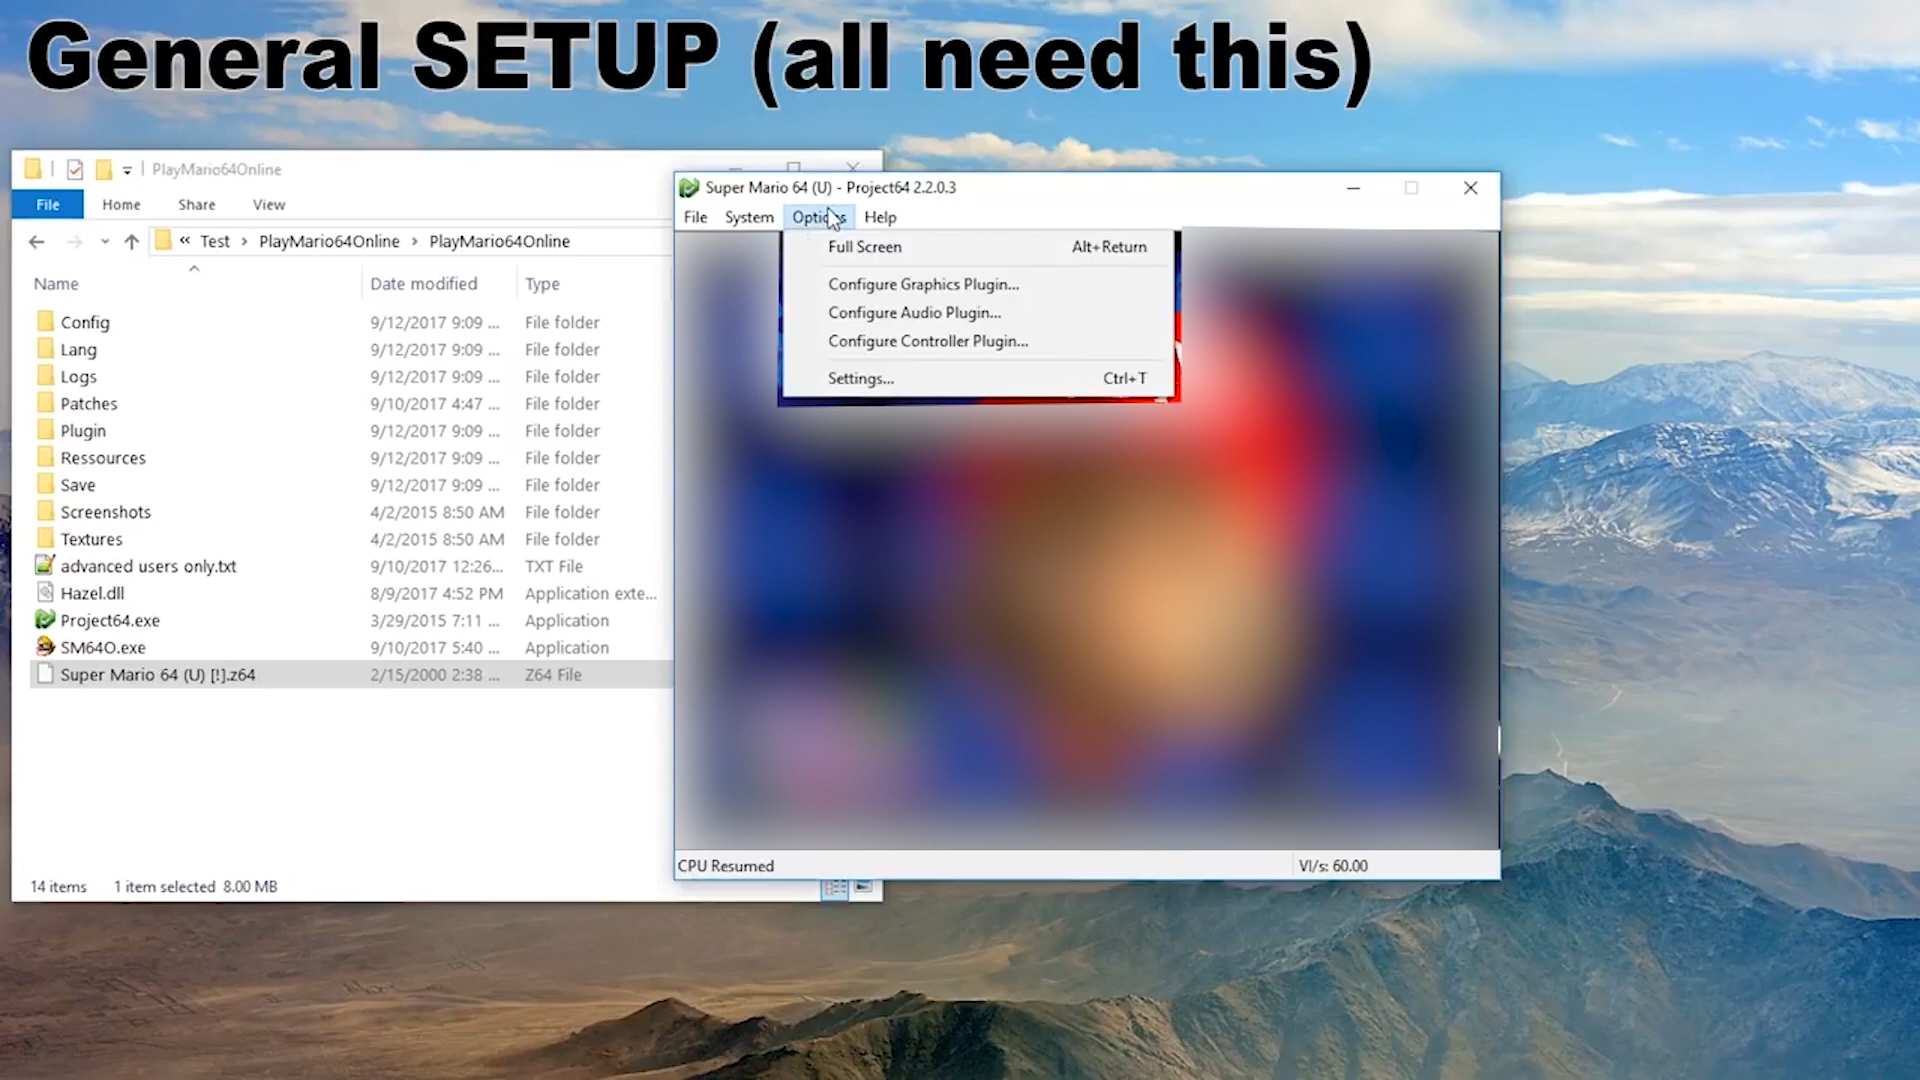 General SETUP (all need this)
PlayMario64Online
File Home Share View
« Test > PlayMario64Online > PlayMario64Online
Name Date modified Type
Config 9/12/2017 9:09 ... File folder
Lang 9/12/2017 9:09 ... File folder
Logs 9/12/2017 9:09 ... File folder
Patches 9/10/2017 4:47 ... File folder
Plugin 9/12/2017 9:09 ... File folder
Ressources 9/12/2017 9:09 ... File folder
Save 9/12/2017 9:09 ... File folder
Screenshots 4/2/2015 8:50 AM File folder
Textures 4/2/2015 8:50 AM File folder
advanced users only.txt 9/10/2017 12:26... TXT File
Hazel.dll 8/9/2017 4:52 PM Application exte...
Project64.exe 3/29/2015 7:11 ... Application
SM64O.exe 9/10/2017 5:40 ... Application
Super Mario 64 (U) [!].z64 2/15/2000 2:38 ... Z64 File
14 items 1 item selected 8.00 MB
Super Mario 64 (U) - Project64 2.2.0.3
File System Options Help
Full Screen Alt+Return
Configure Graphics Plugin...
Configure Audio Plugin...
Configure Controller Plugin...
Settings... Ctrl+T
CPU Resumed VI/s: 60.00